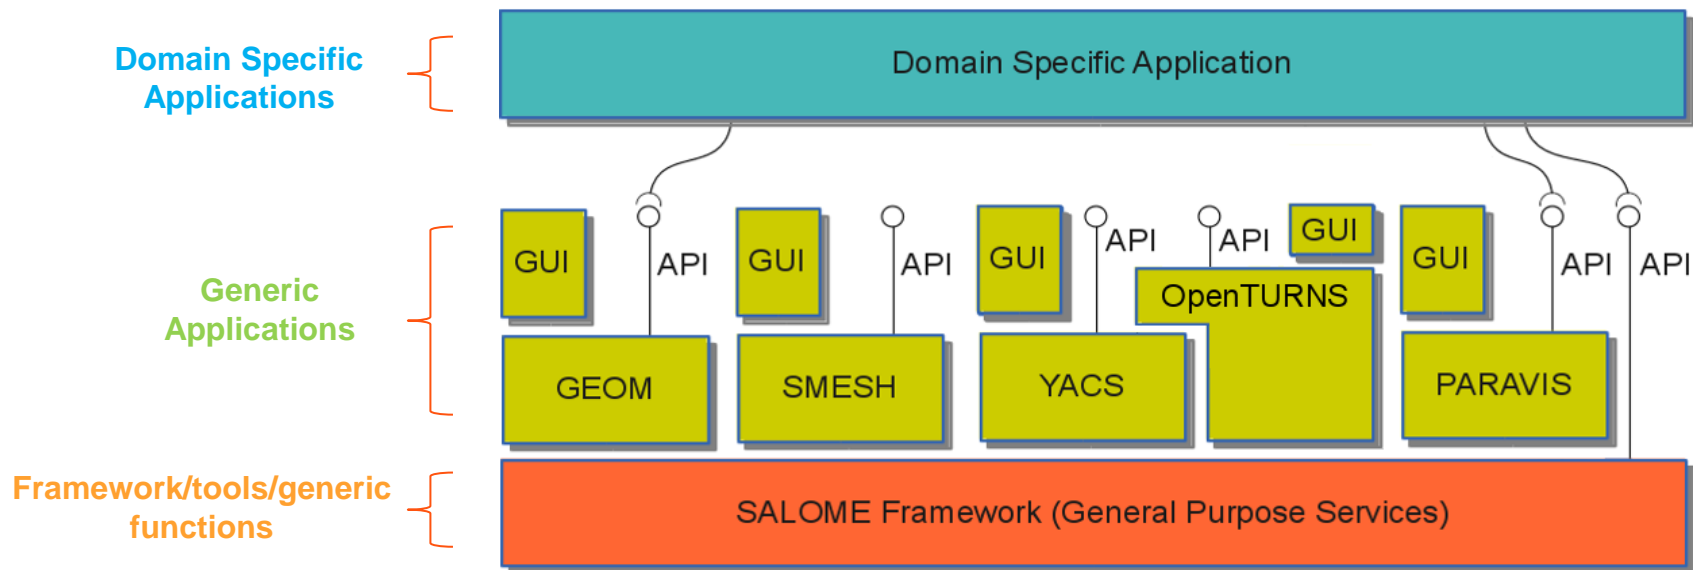 Domain Specific
Applications
Domain Specific Application
Generic
Applications
GUI
API
GUI
API
GUI
API
API
GUI
GUI
API
API
OpenTURNS
GEOM
SMESH
YACS
PARAVIS
Framework/tools/generic
functions
SALOME Framework (General Purpose Services)